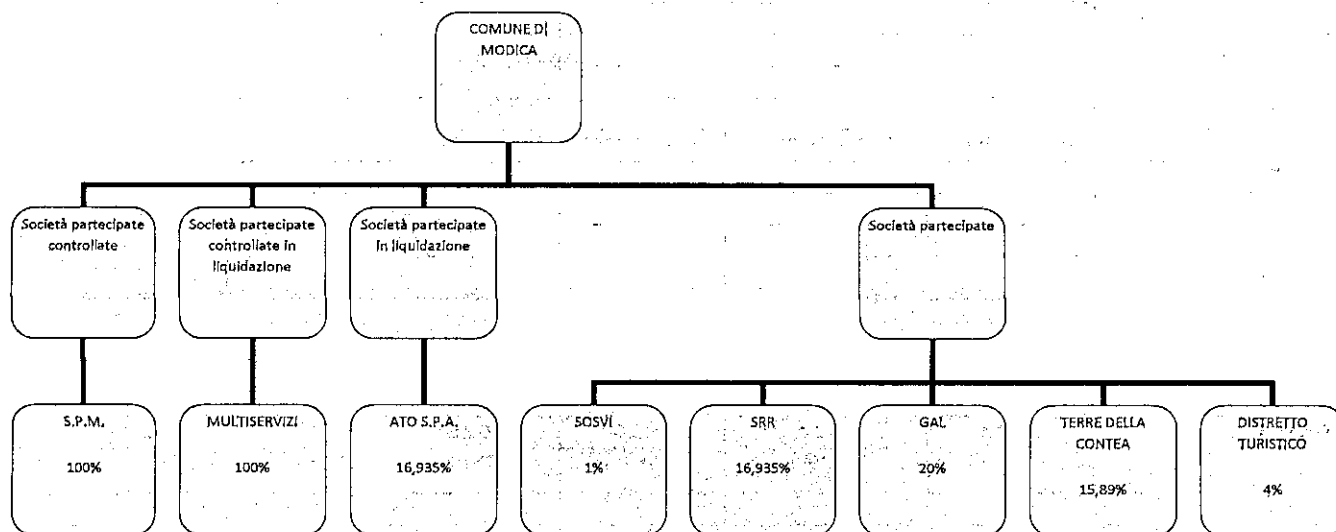 COMUNE DI
MODICA
Società partecipate
controllate
Società partecipate
controllate in
liquidazione
Società partecipate
in liquidazione
Società partecipate
S.P.M.
100%
MULTISERVIZI
100%
ATO S.P.A.
16,935%
SOSVI
1%
SRR
16,935%
GAL
20%
TERRE DELLA
CONTEA
15,89%
DISTRETTO
TURISTICO
4%